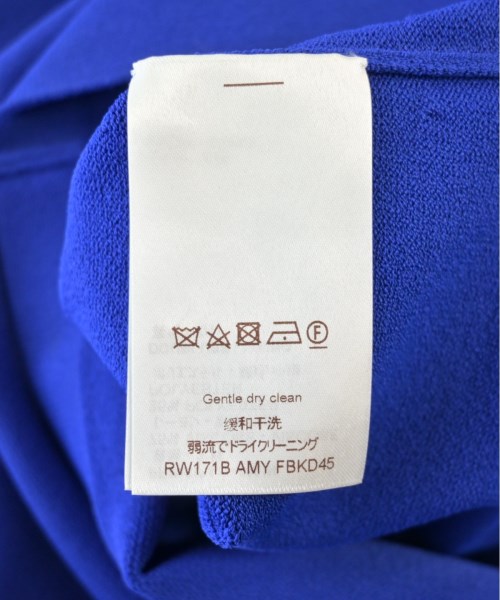 F
Gentle dry clean
缓和干洗
弱流でドライクリーニング
RW171B AMY FBKD45